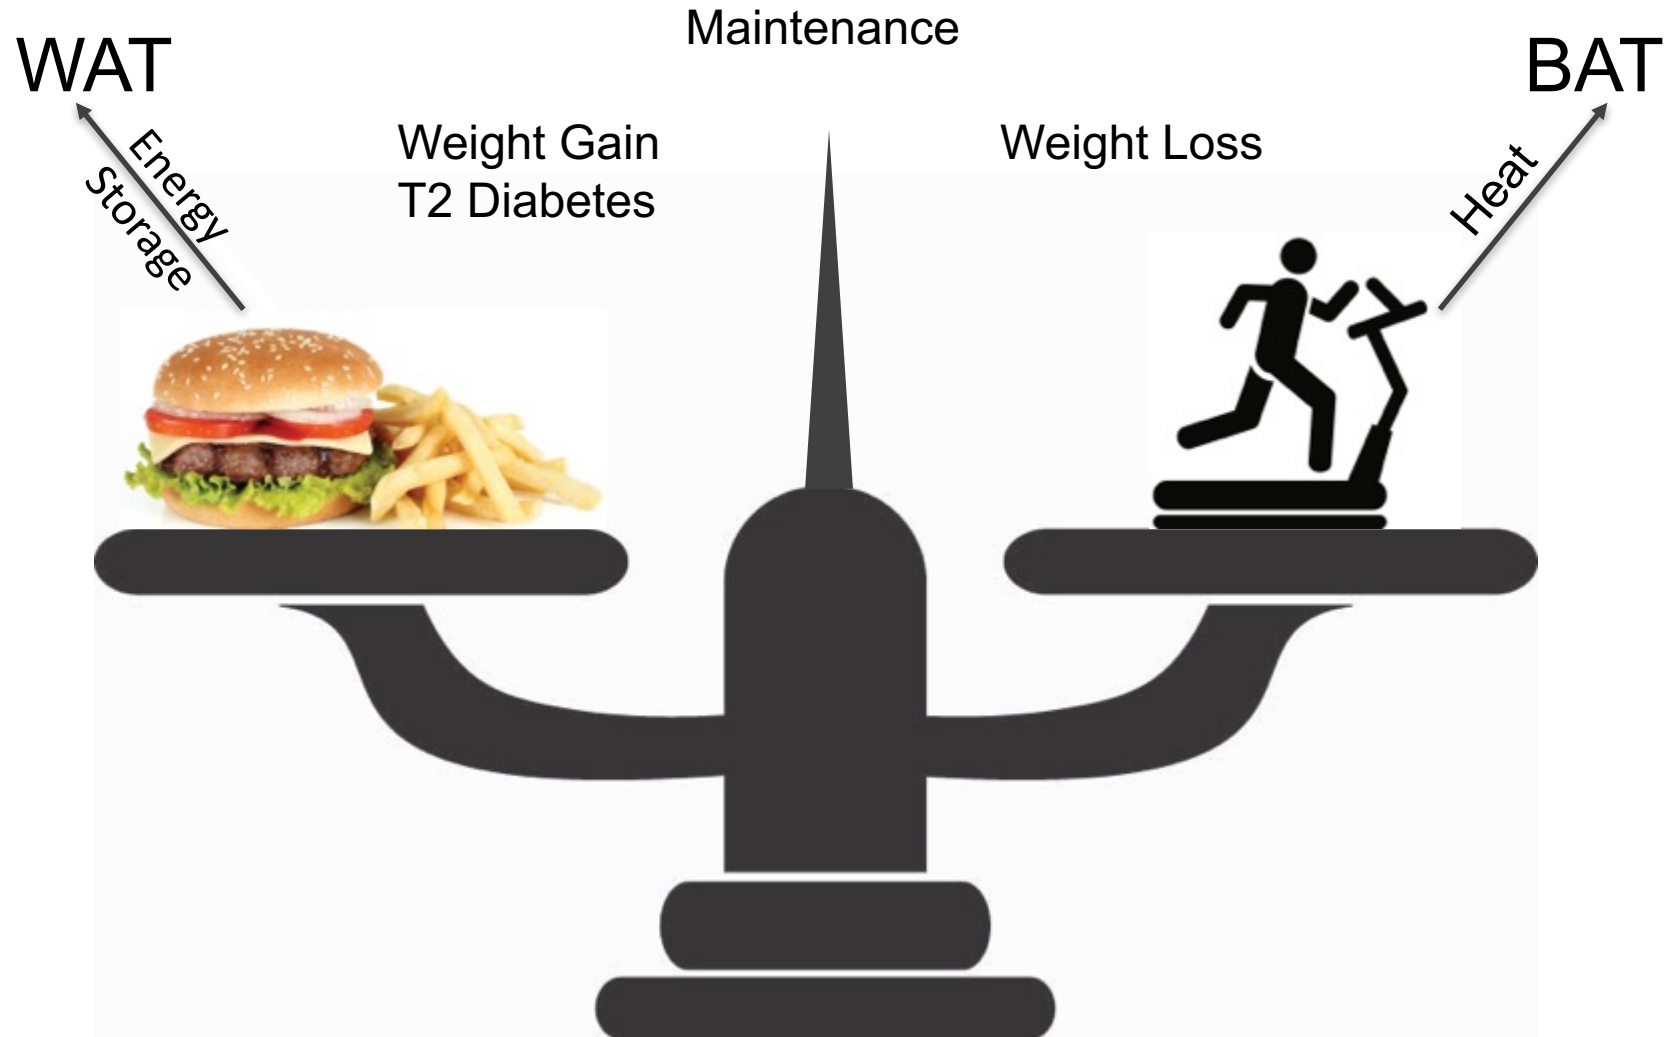 Maintenance
WAT
BAT
Energy
Storage
Weight Gain
T2 Diabetes
Weight Loss
Heat